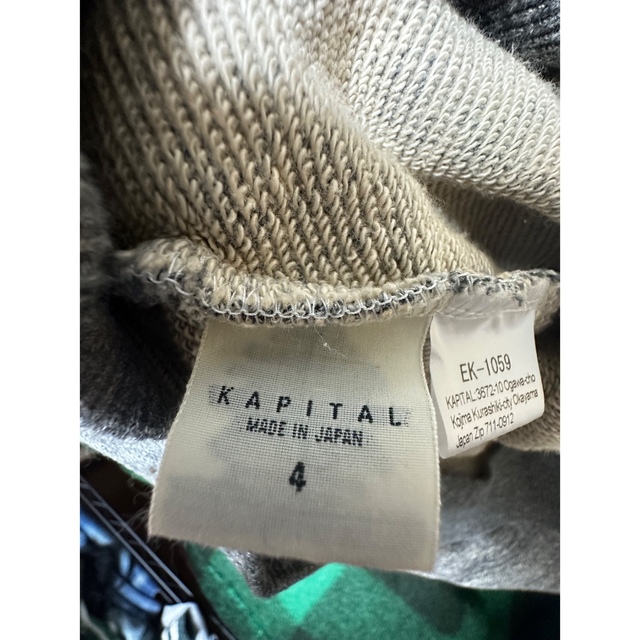 KAPITAL
MADE IN JAPAN
4
EK-1059
KAPITAL:3672-10 Ogawa-cho
Kojima Kurashiki-city Okayama
Japan Zip 711-0912